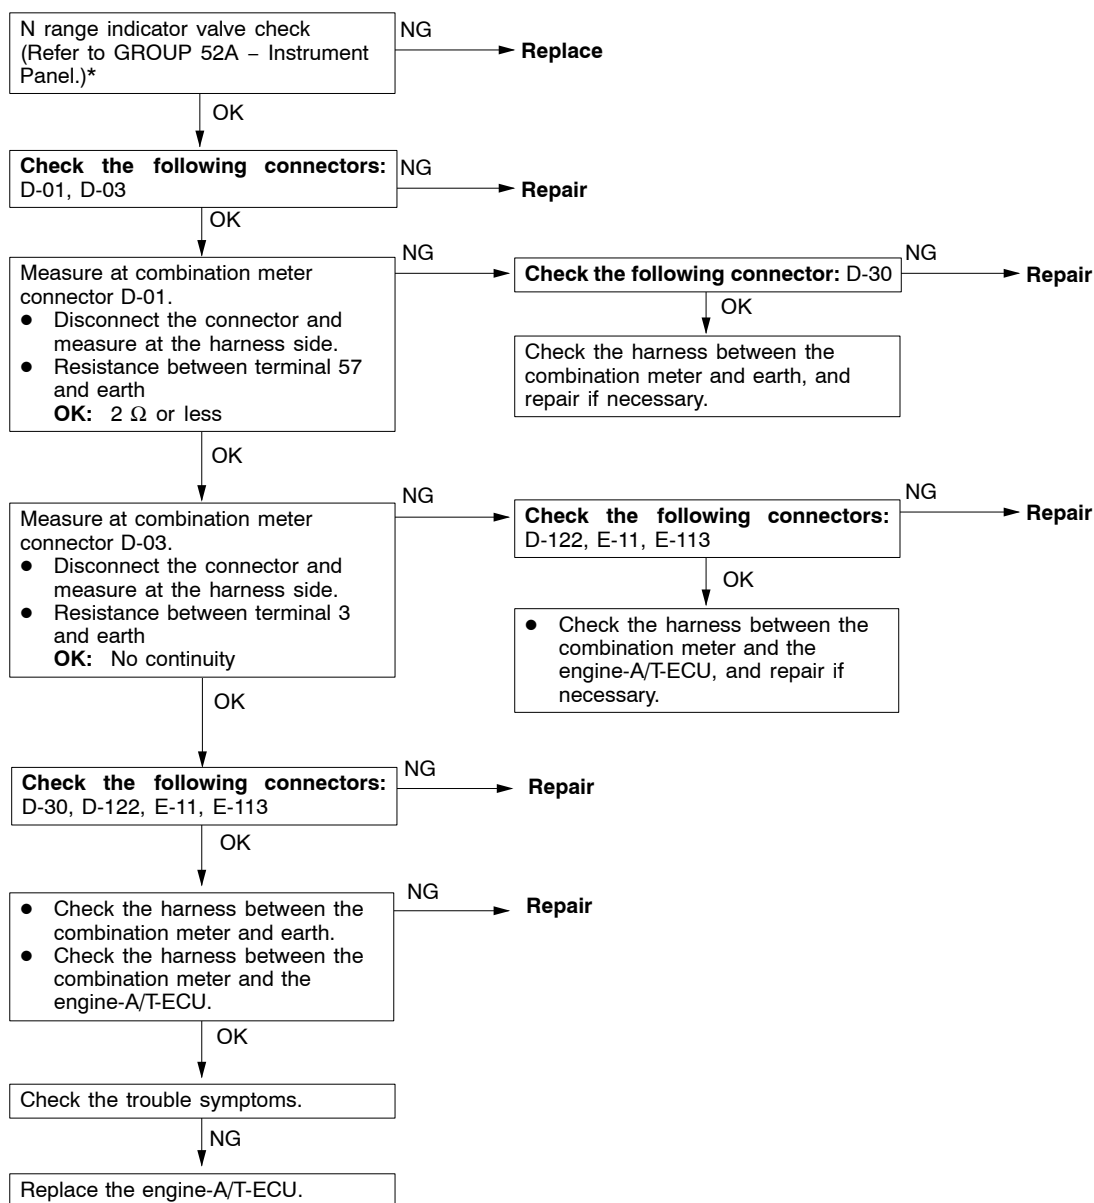 N range indicator valve check
(Refer to GROUP 52A – Instrument
Panel.)*
NG
Replace
OK
Check the following connectors:
D-01, D-03
NG
Repair
OK
Measure at combination meter
connector D-01.
● Disconnect the connector and
measure at the harness side.
● Resistance between terminal 57
and earth
OK: 2 Ω or less
NG
Check the following connector: D-30
NG
Repair
OK
Check the harness between the
combination meter and earth, and
repair if necessary.
OK
Measure at combination meter
connector D-03.
● Disconnect the connector and
measure at the harness side.
● Resistance between terminal 3
and earth
OK: No continuity
NG
Check the following connectors:
D-122, E-11, E-113
NG
Repair
OK
● Check the harness between the
combination meter and the
engine-A/T-ECU, and repair if
necessary.
OK
Check the following connectors:
D-30, D-122, E-11, E-113
NG
Repair
OK
● Check the harness between the
combination meter and earth.
● Check the harness between the
combination meter and the
engine-A/T-ECU.
NG
Repair
OK
Check the trouble symptoms.
NG
Replace the engine-A/T-ECU.